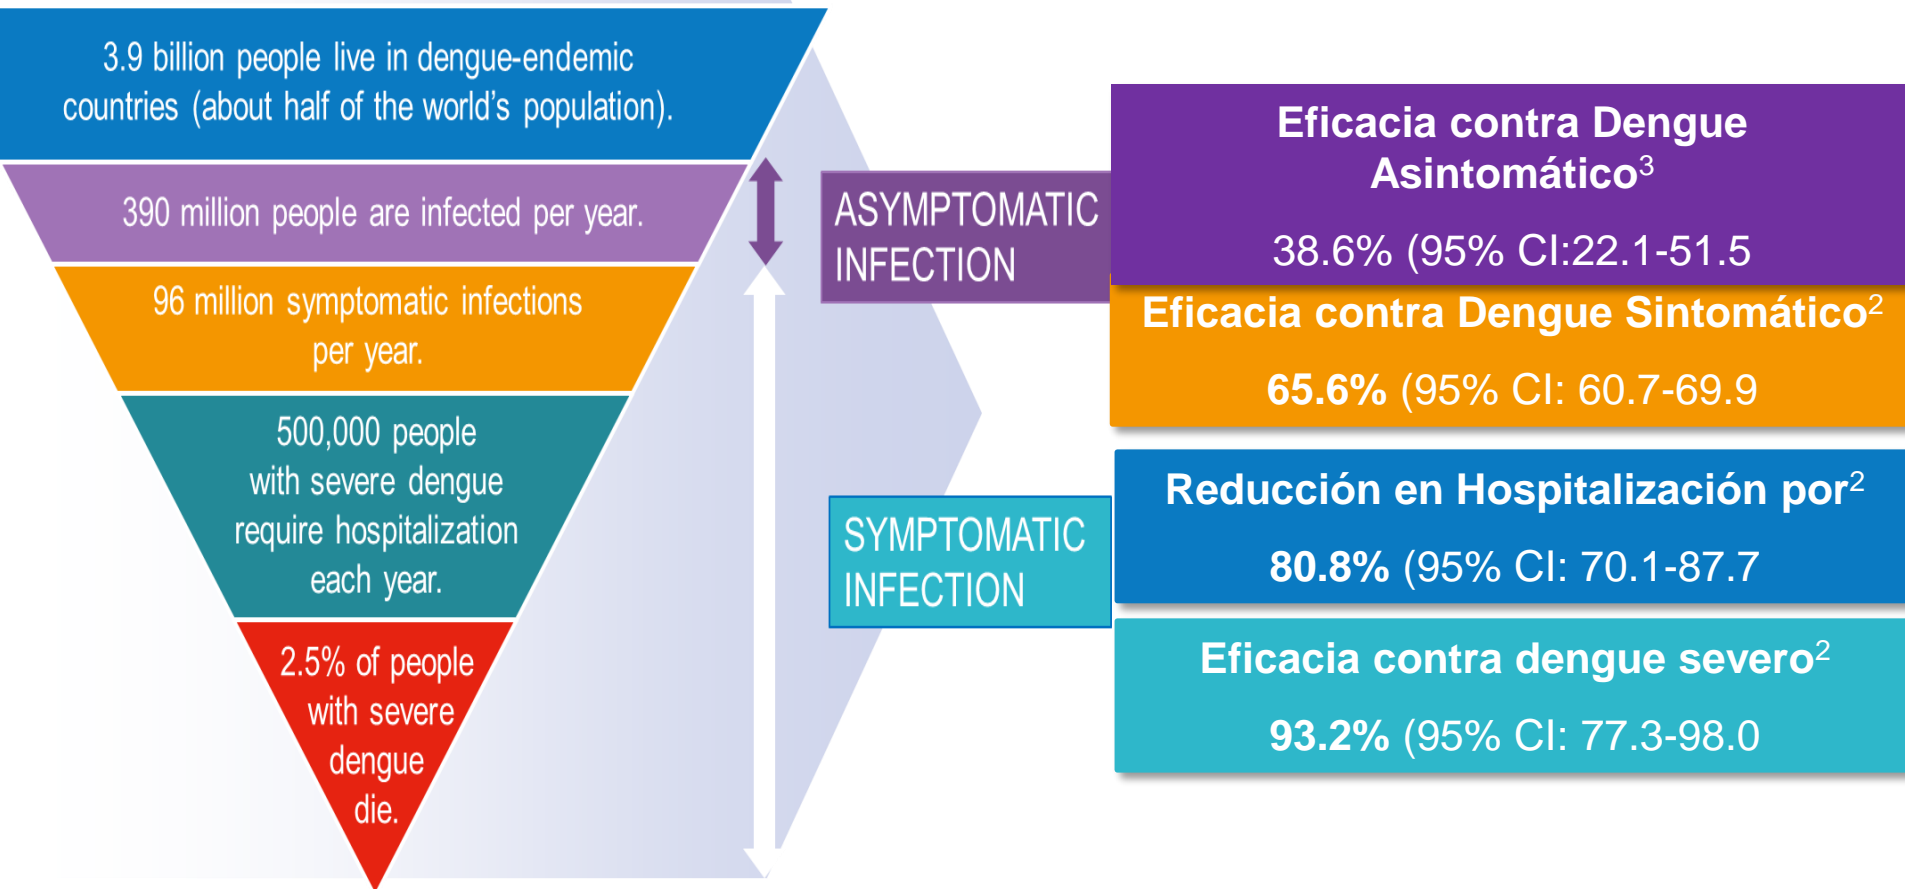 3.9 billion people live in dengue-endemic
countries (about half of the world's population).
390 million people are infected per year.
96 million symptomatic infections
per year.
500,000 people
with severe dengue
require hospitalization
each year.
2.5% of people
with severe
dengue
die.
ASYMPTOMATIC
INFECTION
SYMPTOMATIC
INFECTION
Eficacia contra Dengue
Asintomático³
38.6% (95% CI:22.1-51.5
Eficacia contra Dengue Sintomático²
65.6% (95% CI: 60.7-69.9
Reducción en Hospitalización por²
80.8% (95% CI: 70.1-87.7
Eficacia contra dengue severo²
93.2% (95% CI: 77.3-98.0